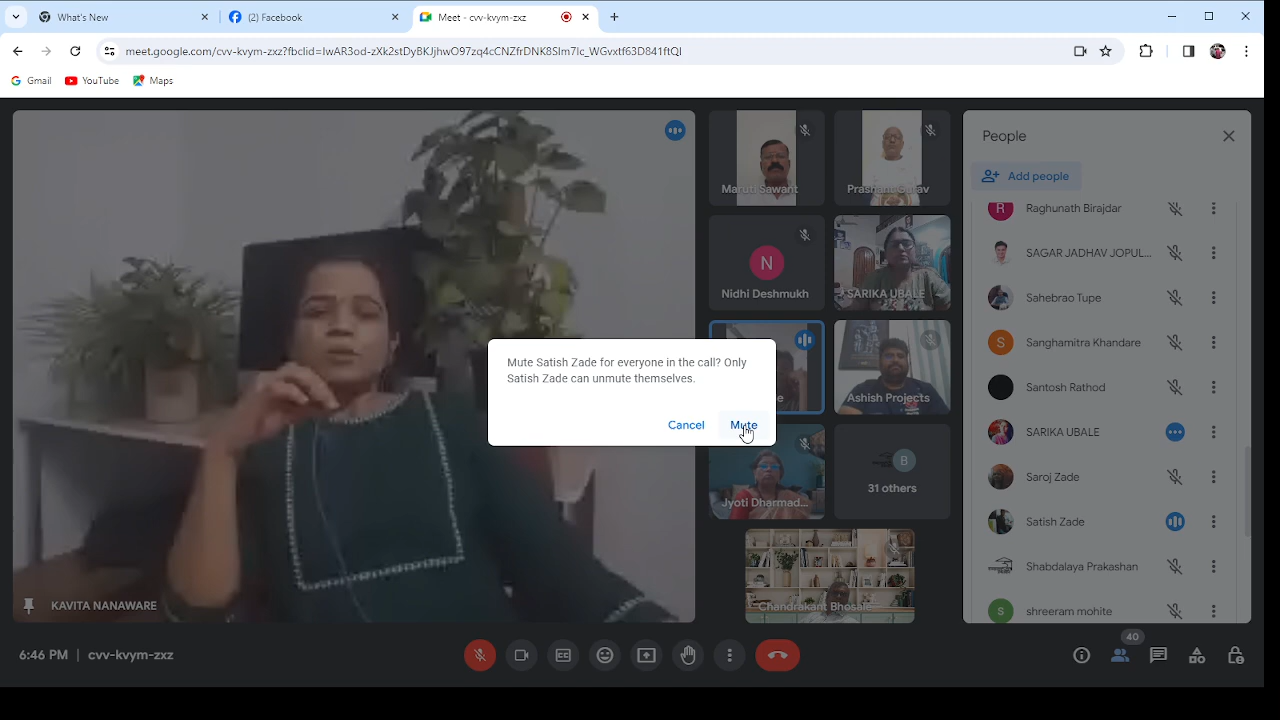 What's New
(2) Facebook
Meet - cvv-kvym-zxz
meet.google.com/cvv-kvym-zxz?fbclid=IwAR3od-zXk2stDyBKJjhwO97zq4cCNZfrDNK8SIm7Ic_WGvxtf63D841ftQI
Gmail
YouTube
Maps
KAVITA NANAWARE
Maruti Sawant
Prashant Gurav
N
Nidhi Deshmukh
SARIKA UBALE
Ashish Projects
Jyoti Dharmad...
B
31 others
Chandrakant Bhosale
Mute Satish Zade for everyone in the call? Only
Satish Zade can unmute themselves.
Cancel
Mute
People
Add people
R
Raghunath Birajdar
SAGAR JADHAV JOPUL...
Sahebrao Tupe
S
Sanghamitra Khandare
Santosh Rathod
SARIKA UBALE
Saroj Zade
Satish Zade
Shabdalaya Prakashan
S
shreeram mohite
6:46 PM | cvv-kvym-zxz
40